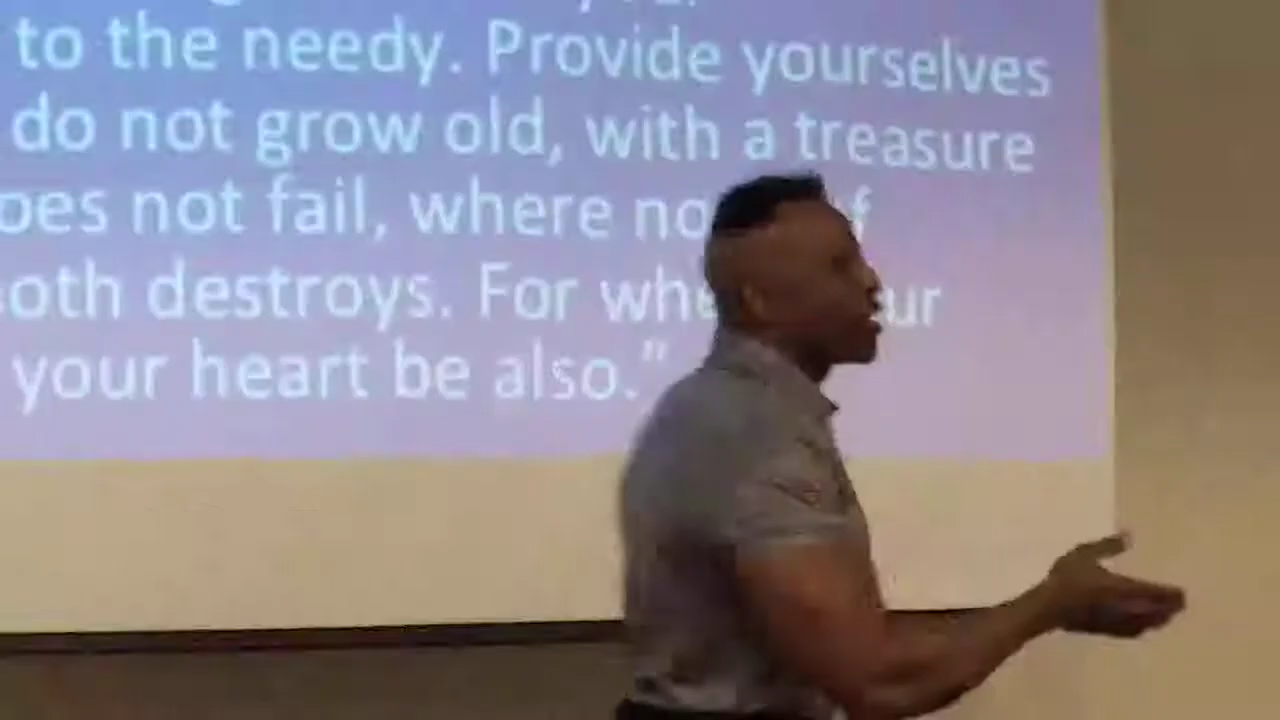 to the needy. Provide yourselves
do not grow old, with a treasure
oes not fail, where no
oth destroys. For whe ur
your heart be also."